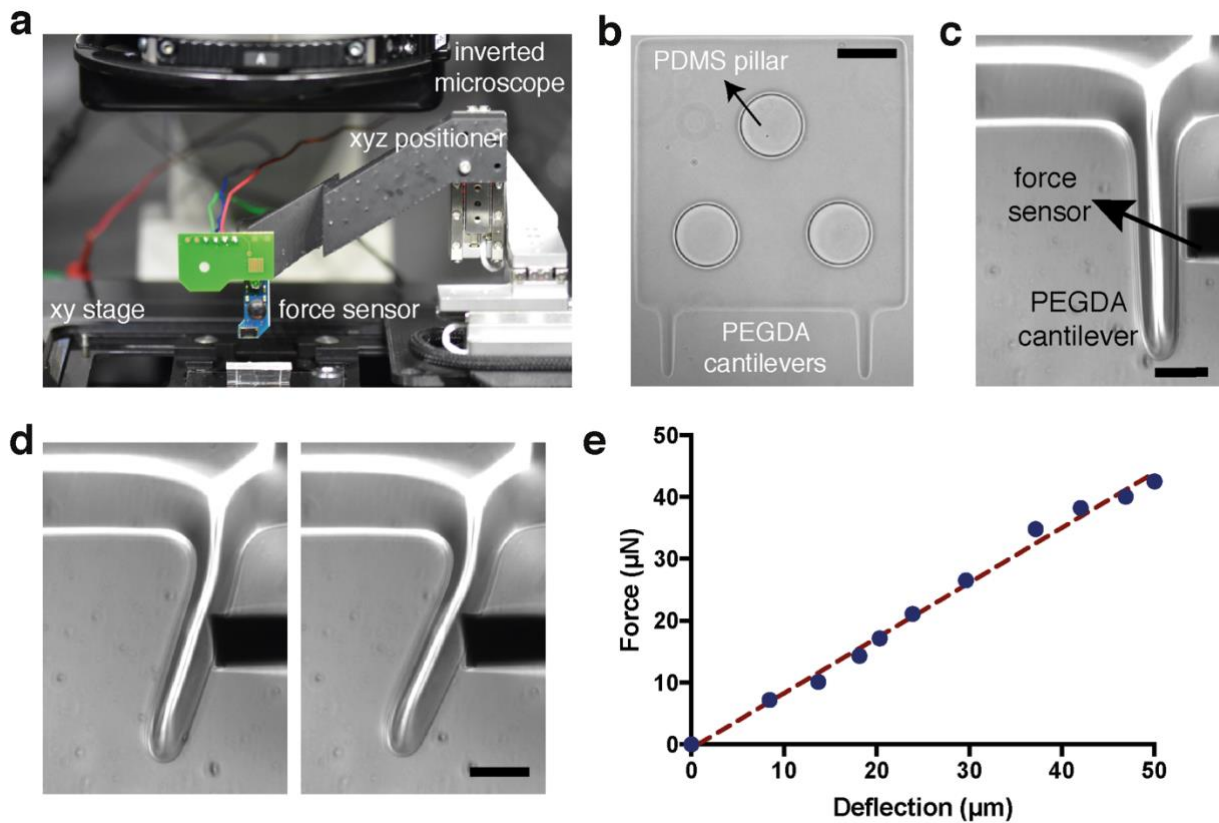 a
inverted
microscope
xyz positioner
A
xy stage
force sensor
b
PDMS pillar
PEGDA
cantilevers
c
force
sensor
PEGDA
cantilever
d
e
50
40
30
20
10
0
Force (µN)
0 10 20 30 40 50
Deflection (µm)